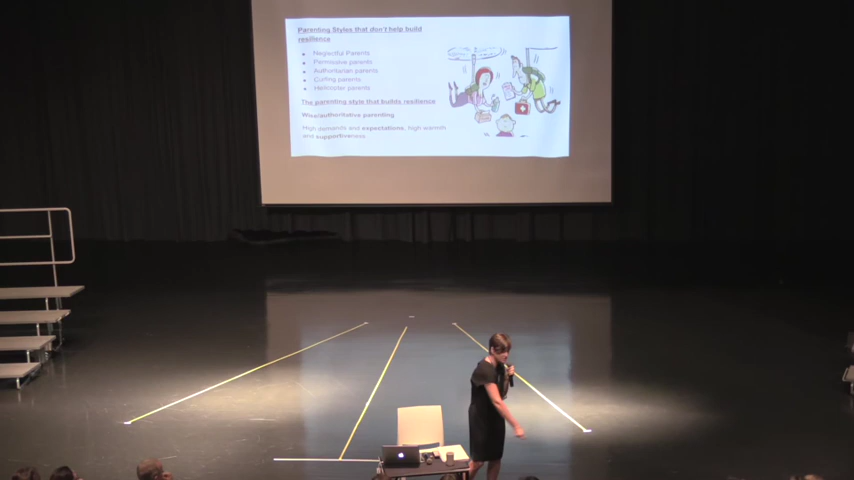 Parenting Styles that don't help build
resilience
Neglectful Parents
Permissive parents
Authoritarian parents
Cuffing parents
Helicopter parents
The parenting style that builds resilience
Wise/authoritative parenting
High demands and expectations, high warmth
and supportiveness